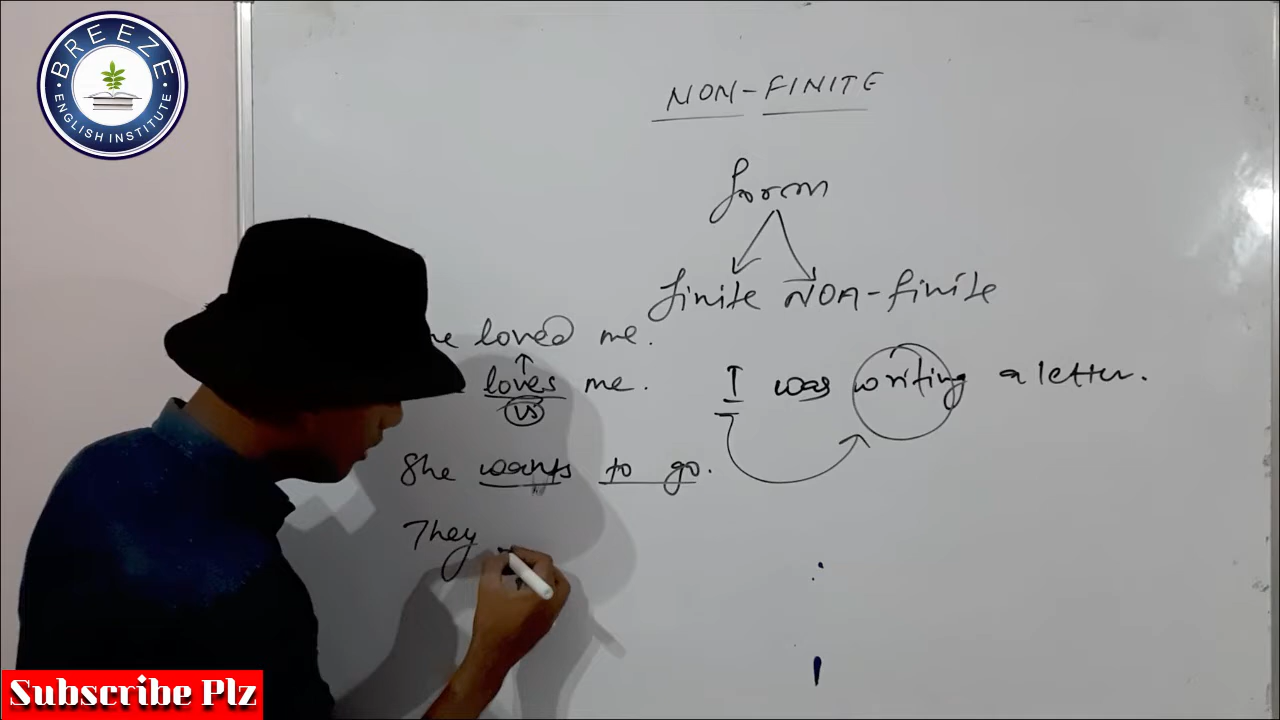 BREEZE
ENGLISH INSTITUTE
NON-FINITE
form
finite NON-finite
loved me.
loves me.
vs
I was writing a letter.
She wants to go.
They
Subscribe Plz